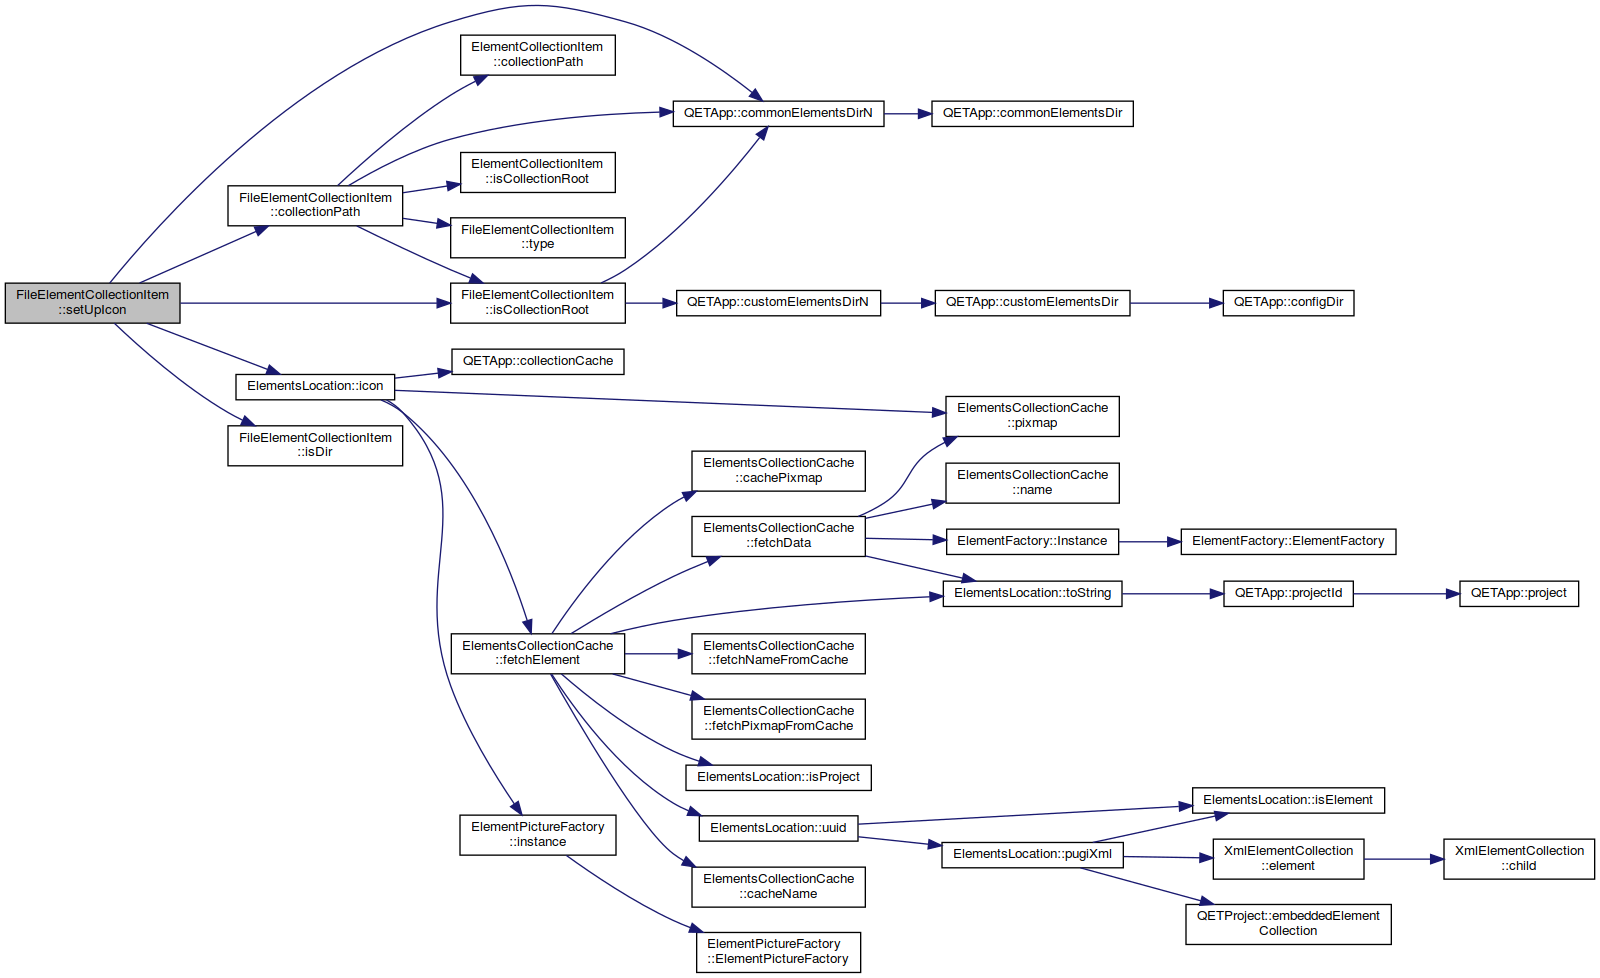 FileElementCollectionItem
::setUpIcon
FileElementCollectionItem
::collectionPath
ElementsLocation::icon
FileElementCollectionItem
::isDir
ElementCollectionItem
::collectionPath
ElementCollectionItem
::isCollectionRoot
FileElementCollectionItem
::type
FileElementCollectionItem
::isCollectionRoot
QETApp::collectionCache
ElementsCollectionCache
::fetchElement
ElementPictureFactory
::instance
QETApp::commonElementsDirN
QETApp::customElementsDirN
ElementsCollectionCache
::cachePixmap
ElementsCollectionCache
::fetchData
ElementsCollectionCache
::fetchNameFromCache
ElementsCollectionCache
::fetchPixmapFromCache
ElementsLocation::isProject
ElementsLocation::uuid
ElementsCollectionCache
::cacheName
ElementPictureFactory
::ElementPictureFactory
QETApp::commonElementsDir
QETApp::customElementsDir
ElementsCollectionCache
::pixmap
ElementsCollectionCache
::name
ElementFactory::Instance
ElementsLocation::toString
ElementsLocation::pugiXml
QETApp::configDir
ElementFactory::ElementFactory
QETApp::projectId
ElementsLocation::isElement
XmlElementCollection
::element
QETProject::embeddedElement
Collection
QETApp::project
XmlElementCollection
::child